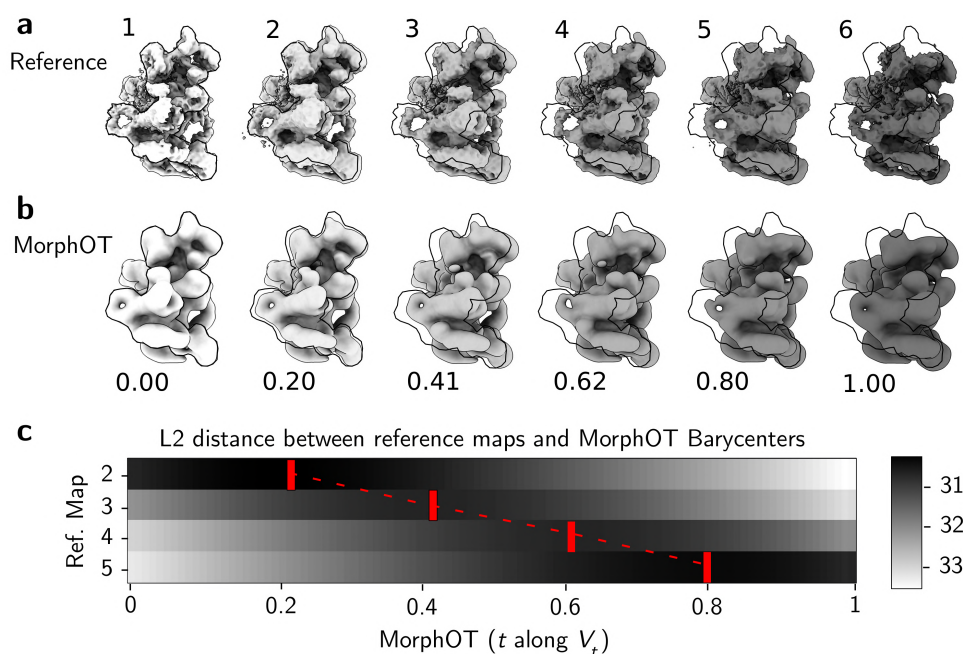 a
1 2 3 4 5 6
Reference
b
MorphOT
0.00 0.20 0.41 0.62 0.80 1.00
c
L2 distance between reference maps and MorphOT Barycenters
Ref. Map
2
3
4
5
31
32
33
0 0.2 0.4 0.6 0.8 1
MorphOT (t along Vt)